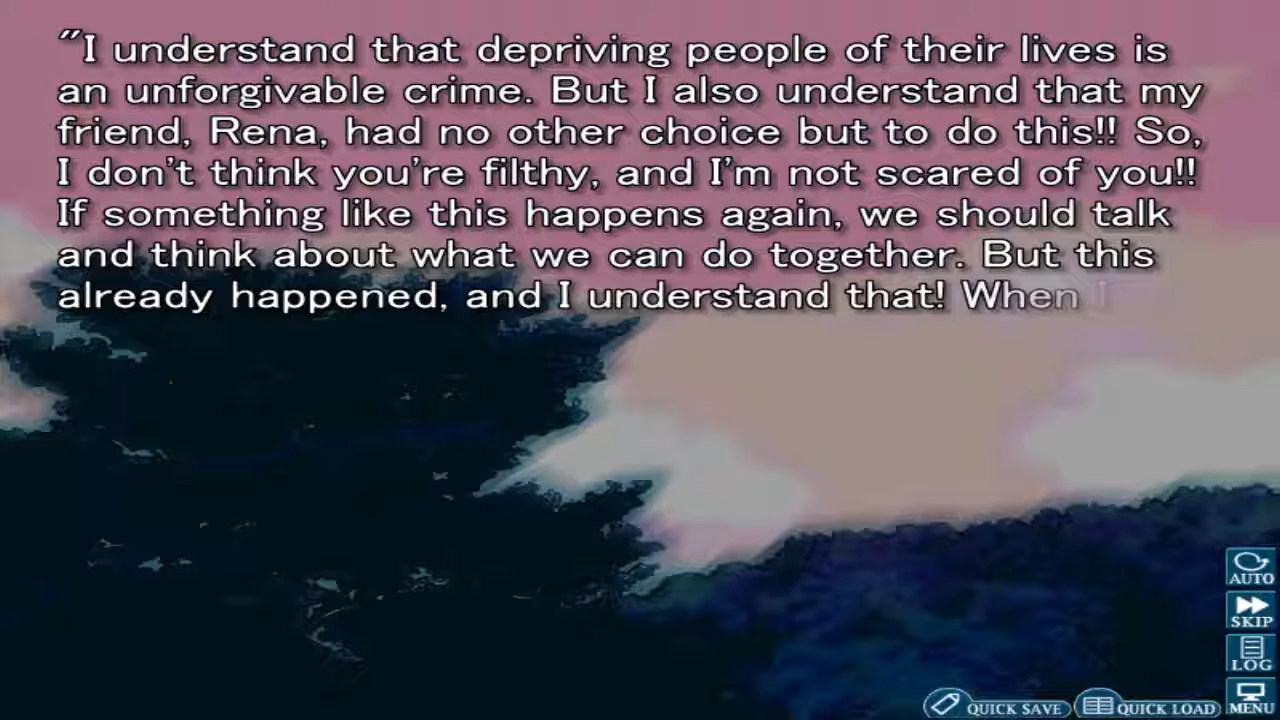 "I understand that depriving people of their lives is
an unforgivable crime. But I also understand that my
friend, Rena, had no other choice but to do this!! So,
I don't think you're filthy, and I'm not scared of you!!
If something like this happens again, we should talk
and think about what we can do together. But this
already happened, and I understand that! When I
AUTO
SKIP
LOG
MENU
QUICK SAVE
QUICK LOAD